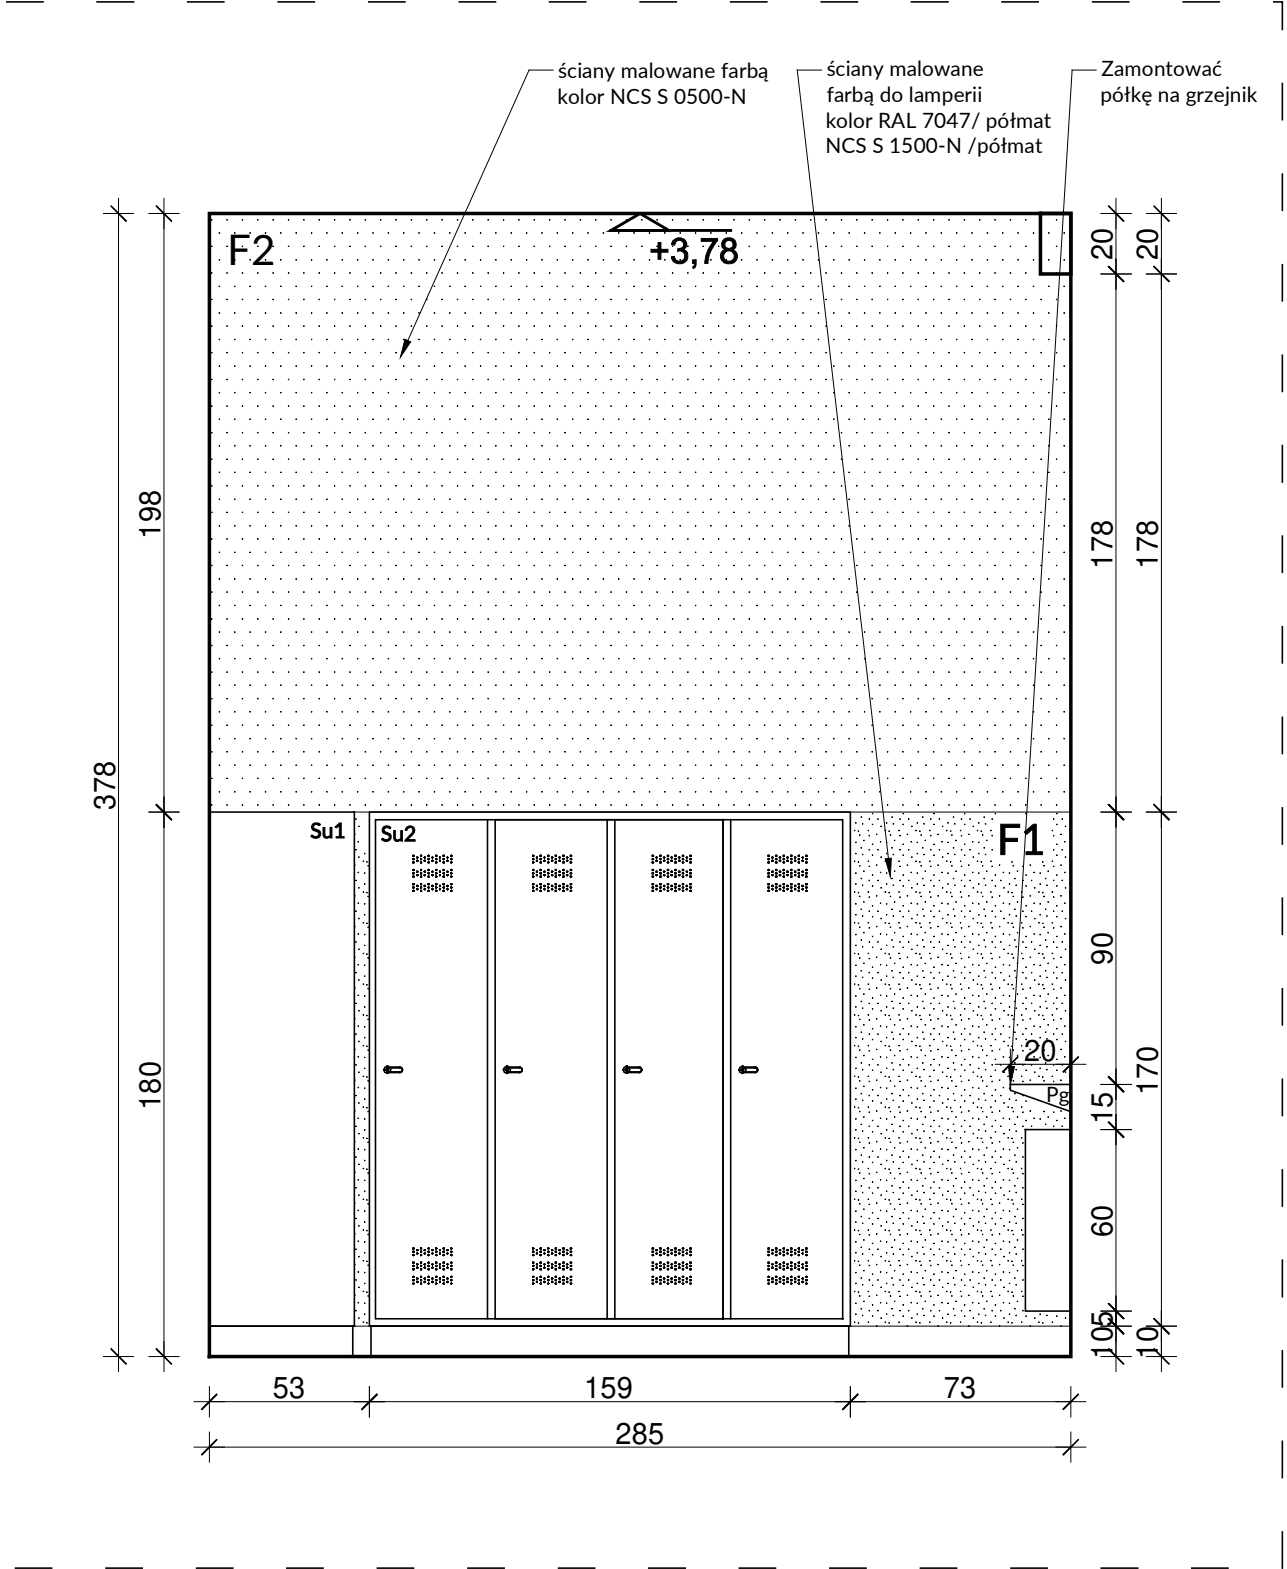 ściany malowane farbą
kolor NCS S 0500-N
ściany malowane
farbą do lamperii
kolor RAL 7047/ półmat
NCS S 1500-N /półmat
Zamontować
półkę na grzejnik
F2
+3,78
20
20
198
178
178
378
Su1
Su2
F1
90
20
180
170
Pg
15
60
5
10
10
53
159
73
285